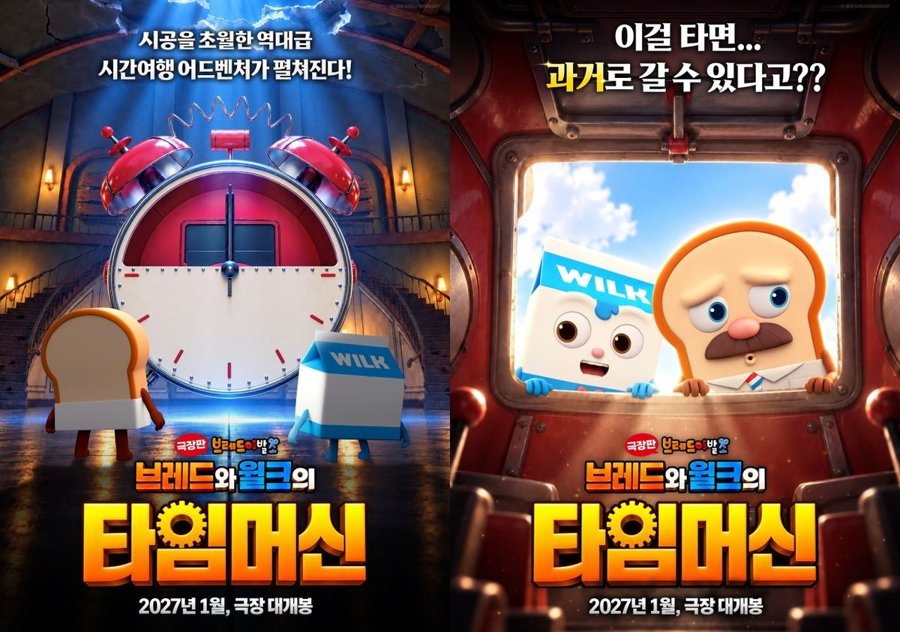 시공을 초월한 역대급
시간여행 어드벤처가 펼쳐진다!
WILK
극장판 브레드이발소
브레드와 윌크의
타임머신
2027년 1월, 극장 대개봉
© BREADBARBERSHOP
이걸 타면...
과거로 갈 수 있다고??
WILK
극장판 브레드이발소
브레드와 윌크의
타임머신
2027년 1월, 극장 대개봉